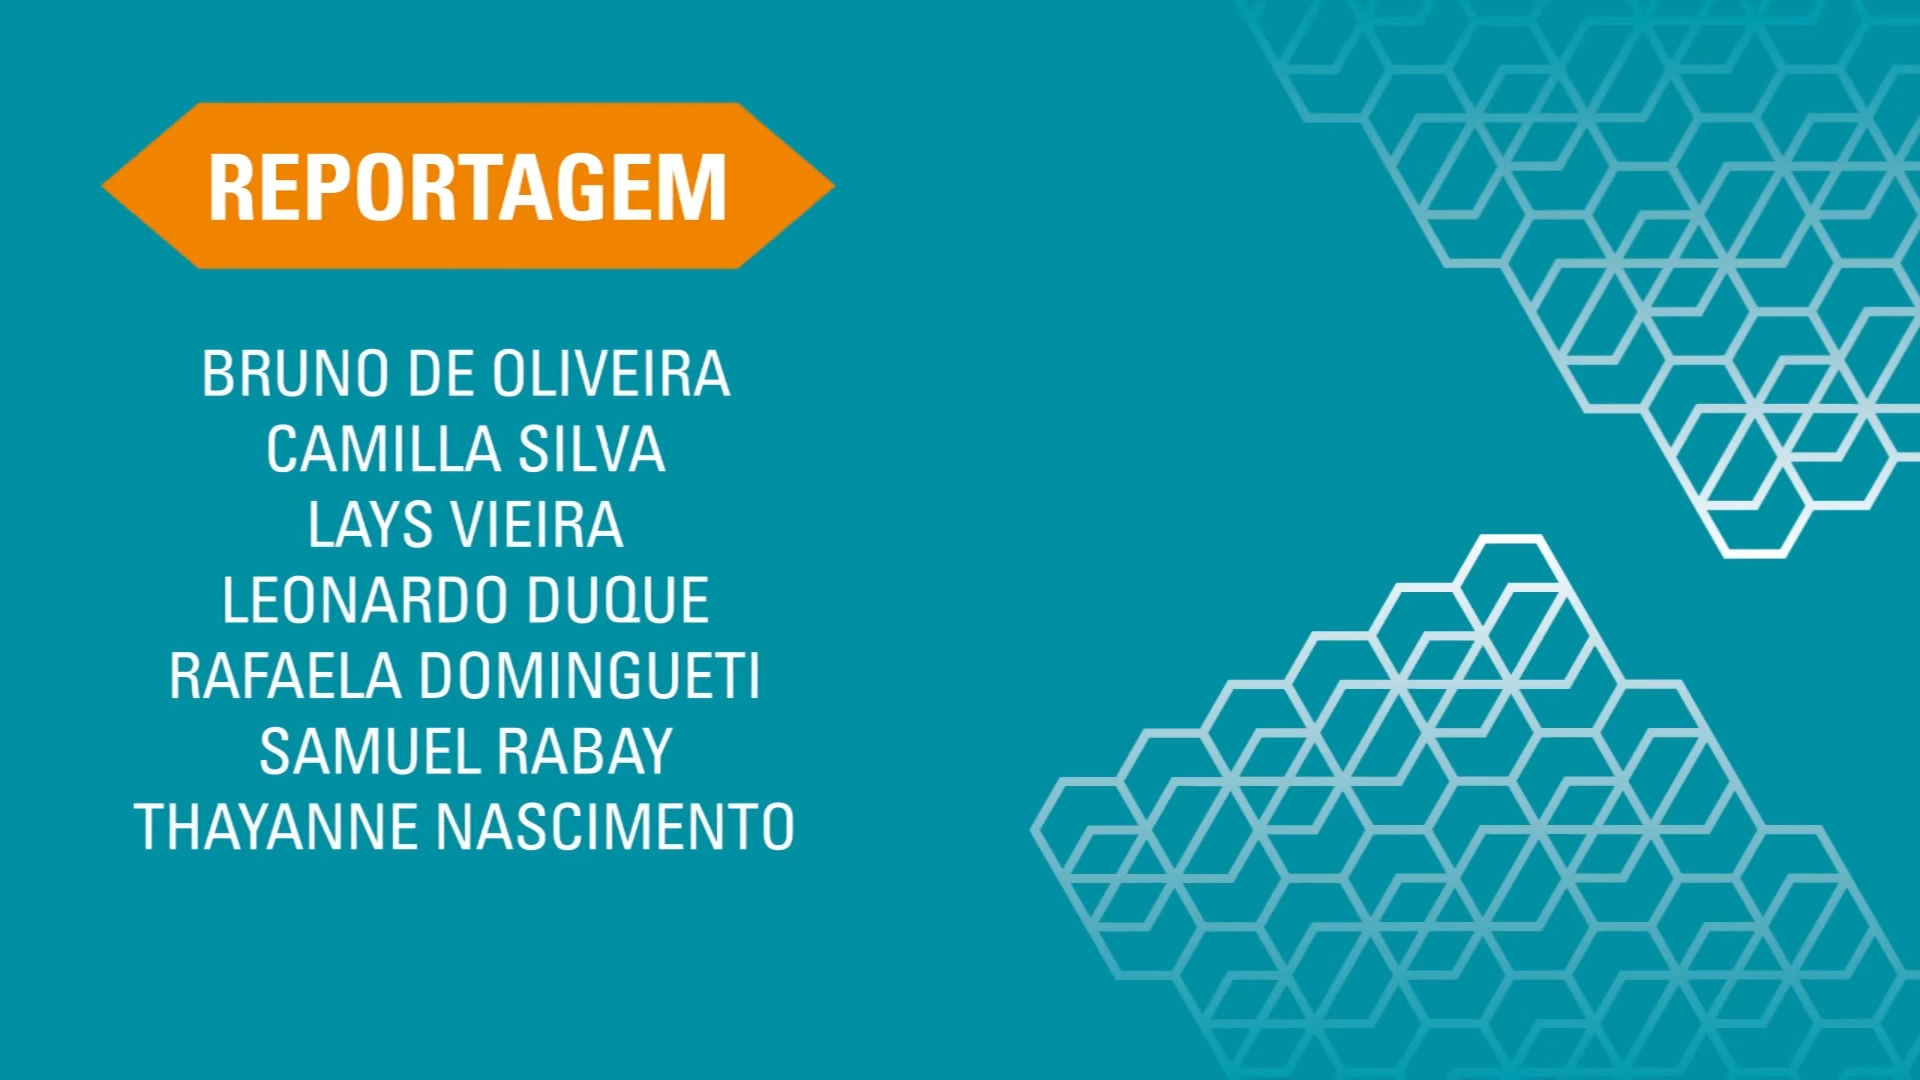 REPORTAGEM
BRUNO DE OLIVEIRA
CAMILLA SILVA
LAYS VIEIRA
LEONARDO DUQUE
RAFAELA DOMINGUETI
SAMUEL RABAY
THAYANNE NASCIMENTO